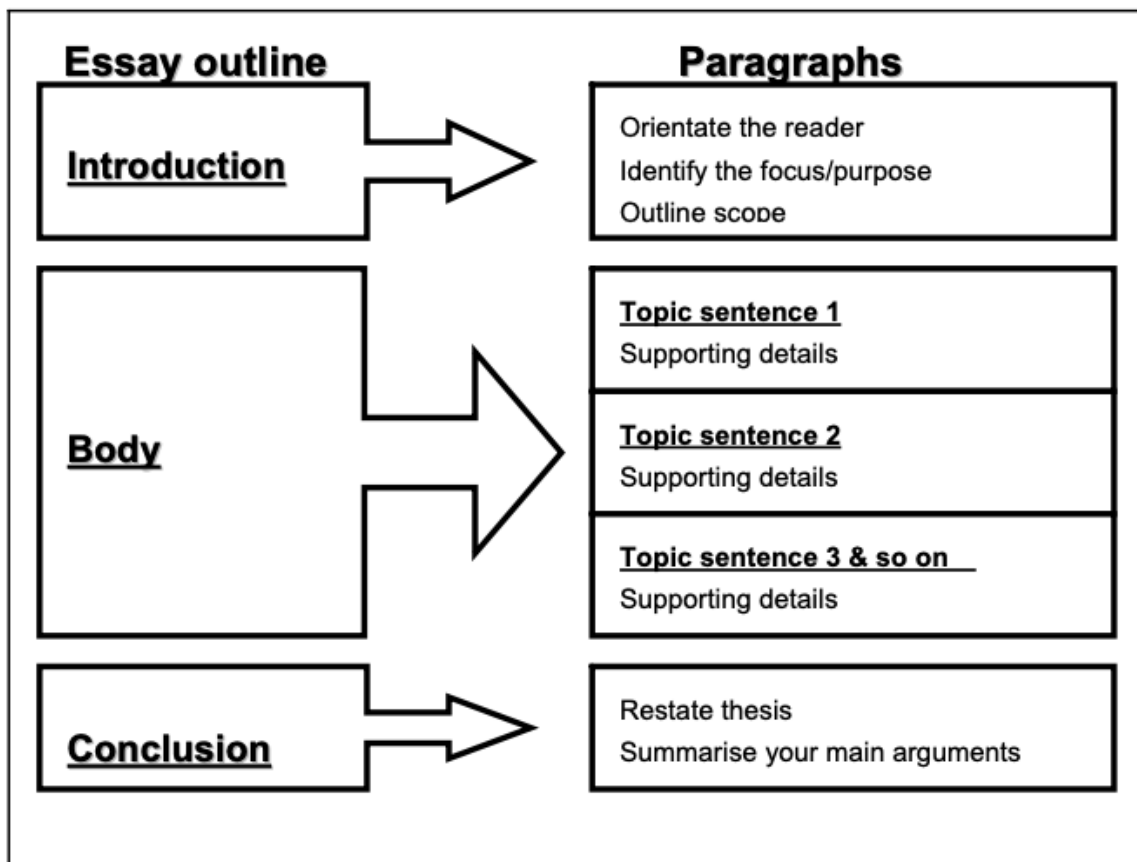 Essay outline
Paragraphs
Introduction
Orientate the reader
Identify the focus/purpose
Outline scope
Body
Topic sentence 1
Supporting details
Topic sentence 2
Supporting details
Topic sentence 3 & so on
Supporting details
Conclusion
Restate thesis
Summarise your main arguments